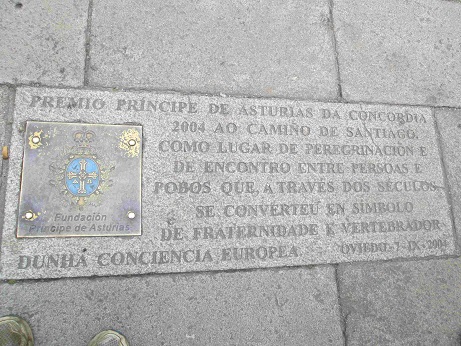 PREMIO PRÍNCIPE DE ASTURIAS DA CONCORDIA
2004 AO CAMIÑO DE SANTIAGO,
COMO LUGAR DE PEREGRINACIÓN E
DE ENCONTRO ENTRE PERSOAS E
POBOS QUE, A TRAVÉS DOS SÉCULOS,
SE CONVERTEU EN SÍMBOLO
DE FRATERNIDADE E VERTEBRADOR
DUNHA CONCIENCIA EUROPEA. OVIEDO, 7. IX. 2004
Fundación
Príncipe de Asturias